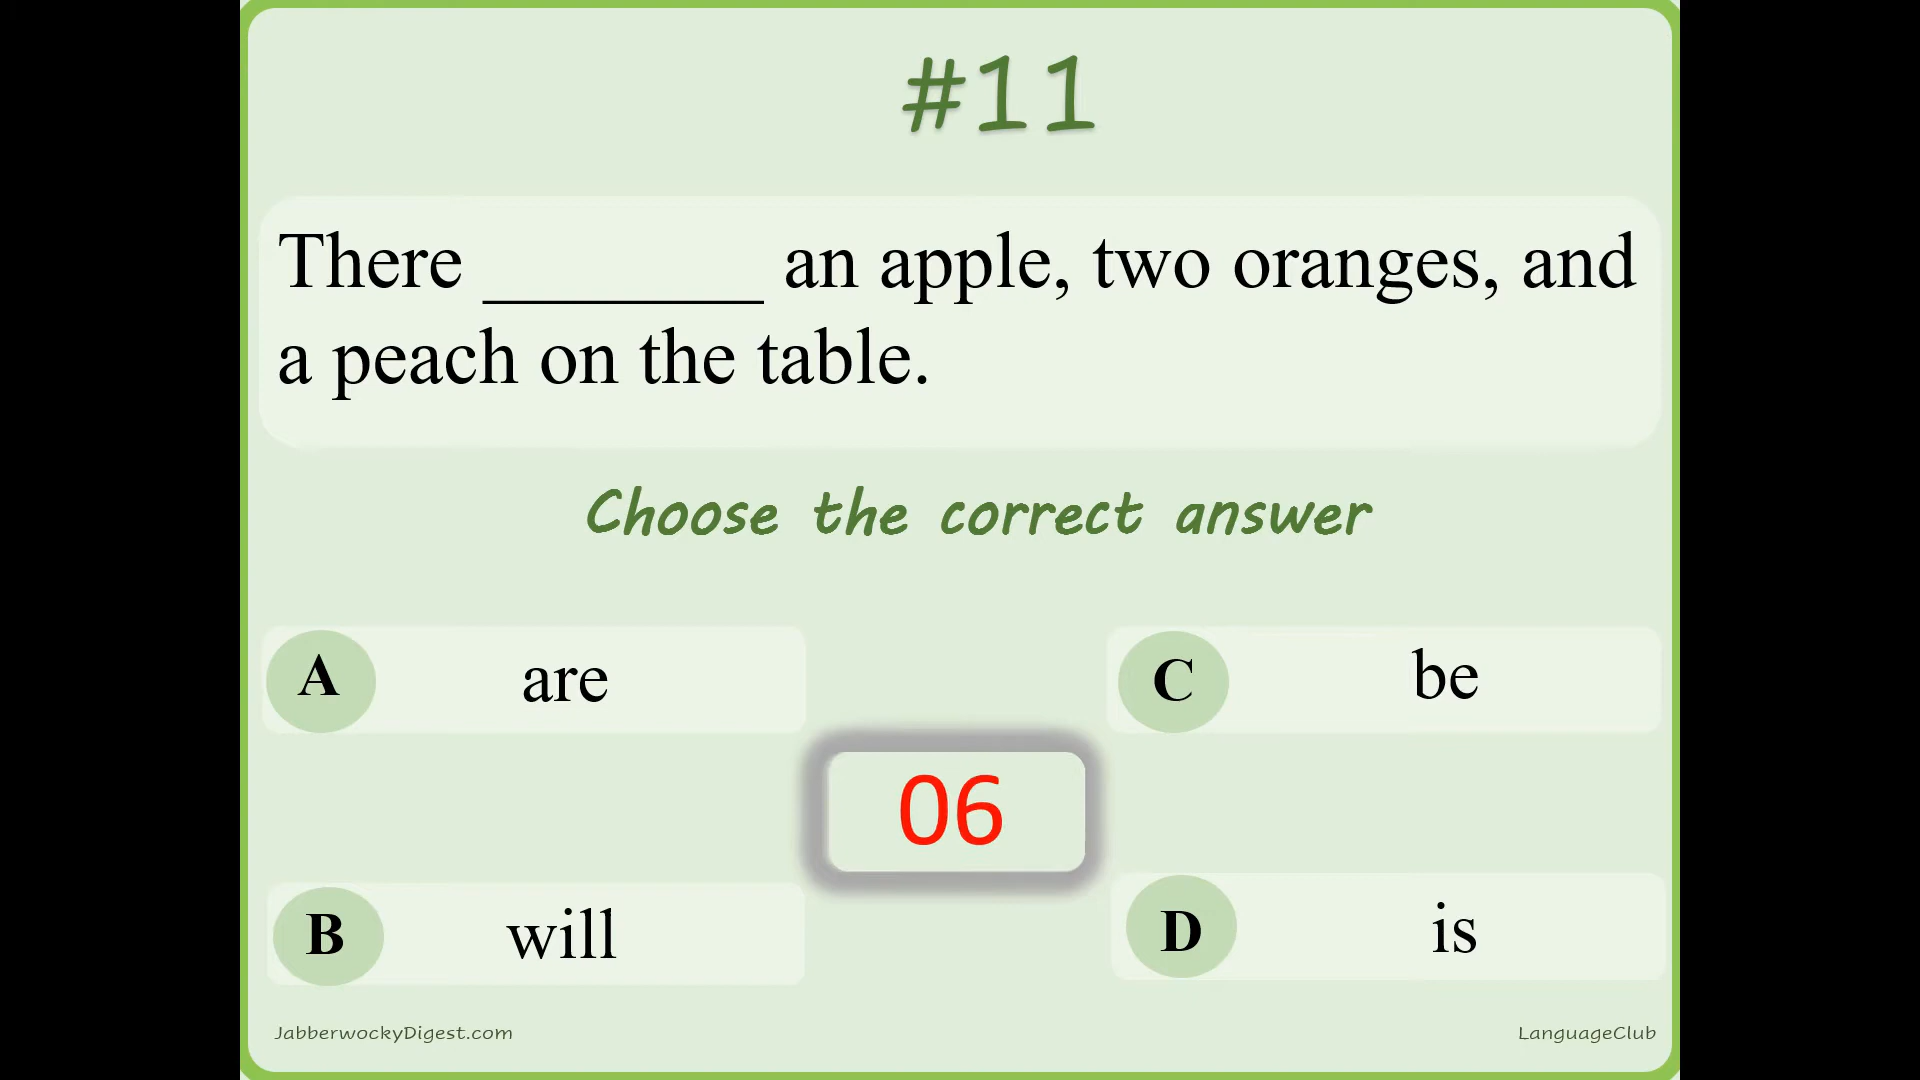 #11
There _______ an apple, two oranges, and
a peach on the table.
Choose the correct answer
A are
C be
06
B will
D is
JabberwockyDigest.com
LanguageClub